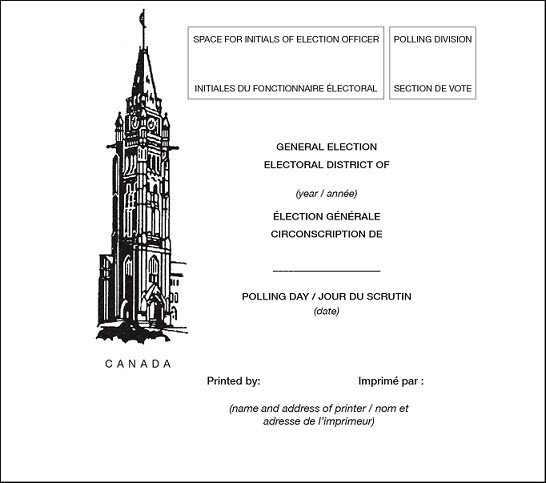 SPACE FOR INITIALS OF ELECTION OFFICER
INITIALES DU FONCTIONNAIRE ÉLECTORAL
POLLING DIVISION
SECTION DE VOTE
GENERAL ELECTION
ELECTORAL DISTRICT OF
(year / année)
ÉLECTION GÉNÉRALE
CIRCONSCRIPTION DE
POLLING DAY / JOUR DU SCRUTIN
(date)
CANADA
Printed by:
Imprimé par :
(name and address of printer / nom et
adresse de l'imprimeur)